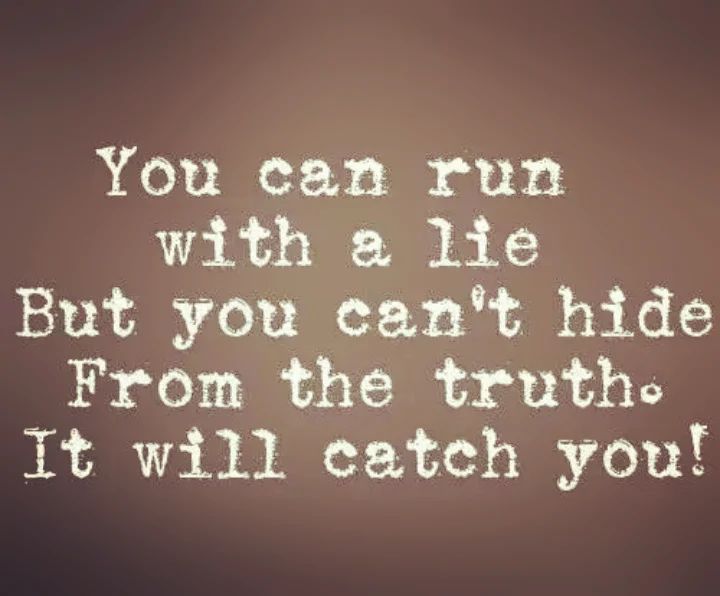 You can run
with a lie
But you can't hide
From the truth.
It will catch you!